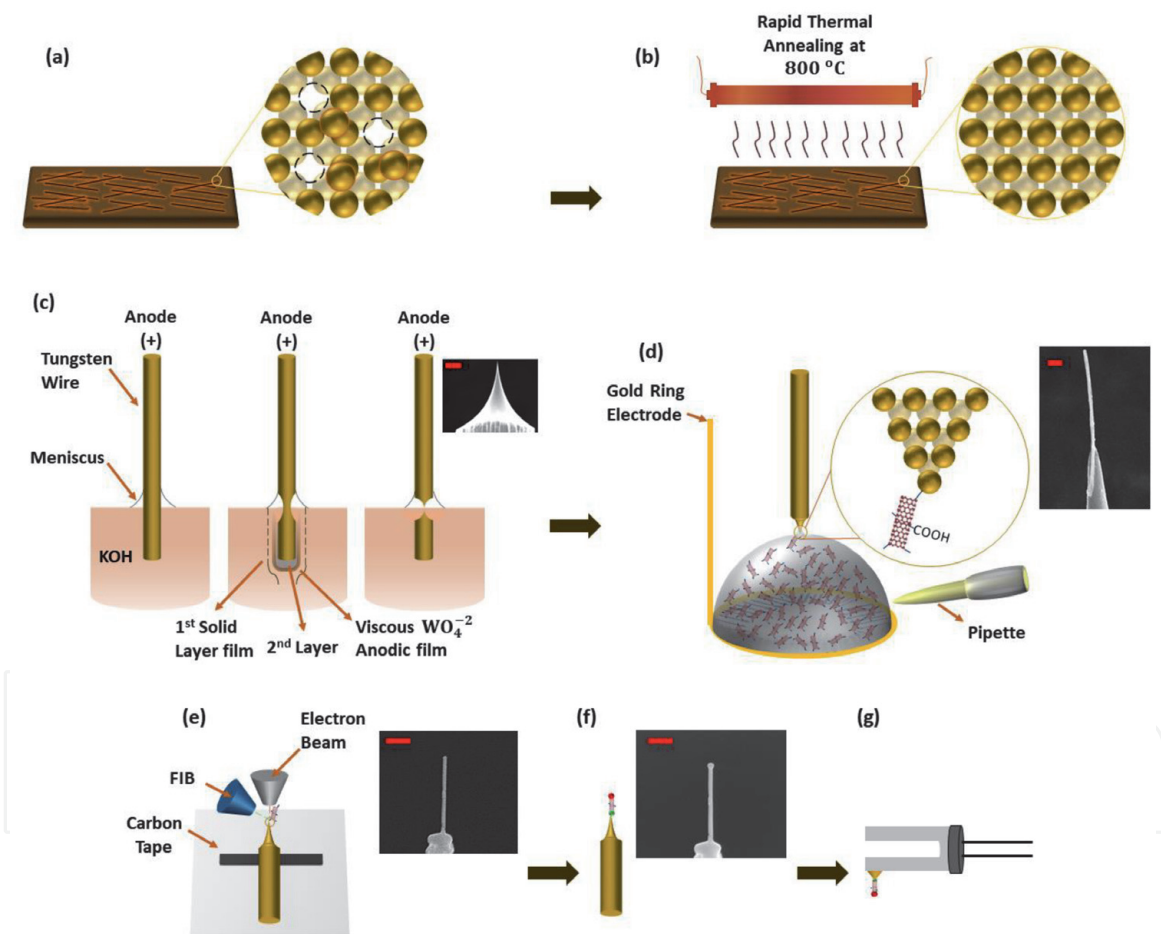 (a)
(b)
Rapid Thermal
Annealing at
800 °C
(c)
Anode
(+)
Anode
(+)
Anode
(+)
Tungsten
Wire
Meniscus
KOH
1st Solid
Layer film
2nd Layer
Viscous WO₄⁻²
Anodic film
(d)
Gold Ring
Electrode
COOH
Pipette
(e)
Electron
Beam
FIB
Carbon
Tape
(f)
(g)